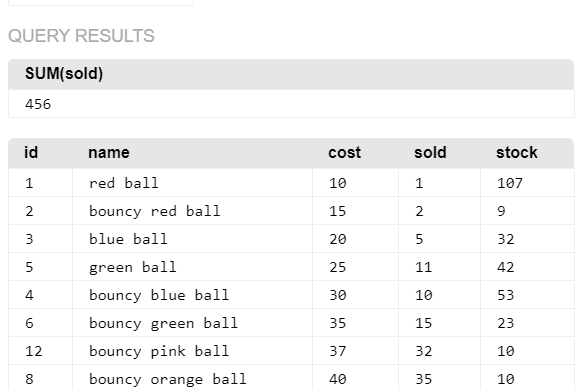 QUERY RESULTS
SUM(sold)
456
id name cost sold stock
1 red ball 10 1 107
2 bouncy red ball 15 2 9
3 blue ball 20 5 32
5 green ball 25 11 42
4 bouncy blue ball 30 10 53
6 bouncy green ball 35 15 23
12 bouncy pink ball 37 32 10
8 bouncy orange ball 40 35 10